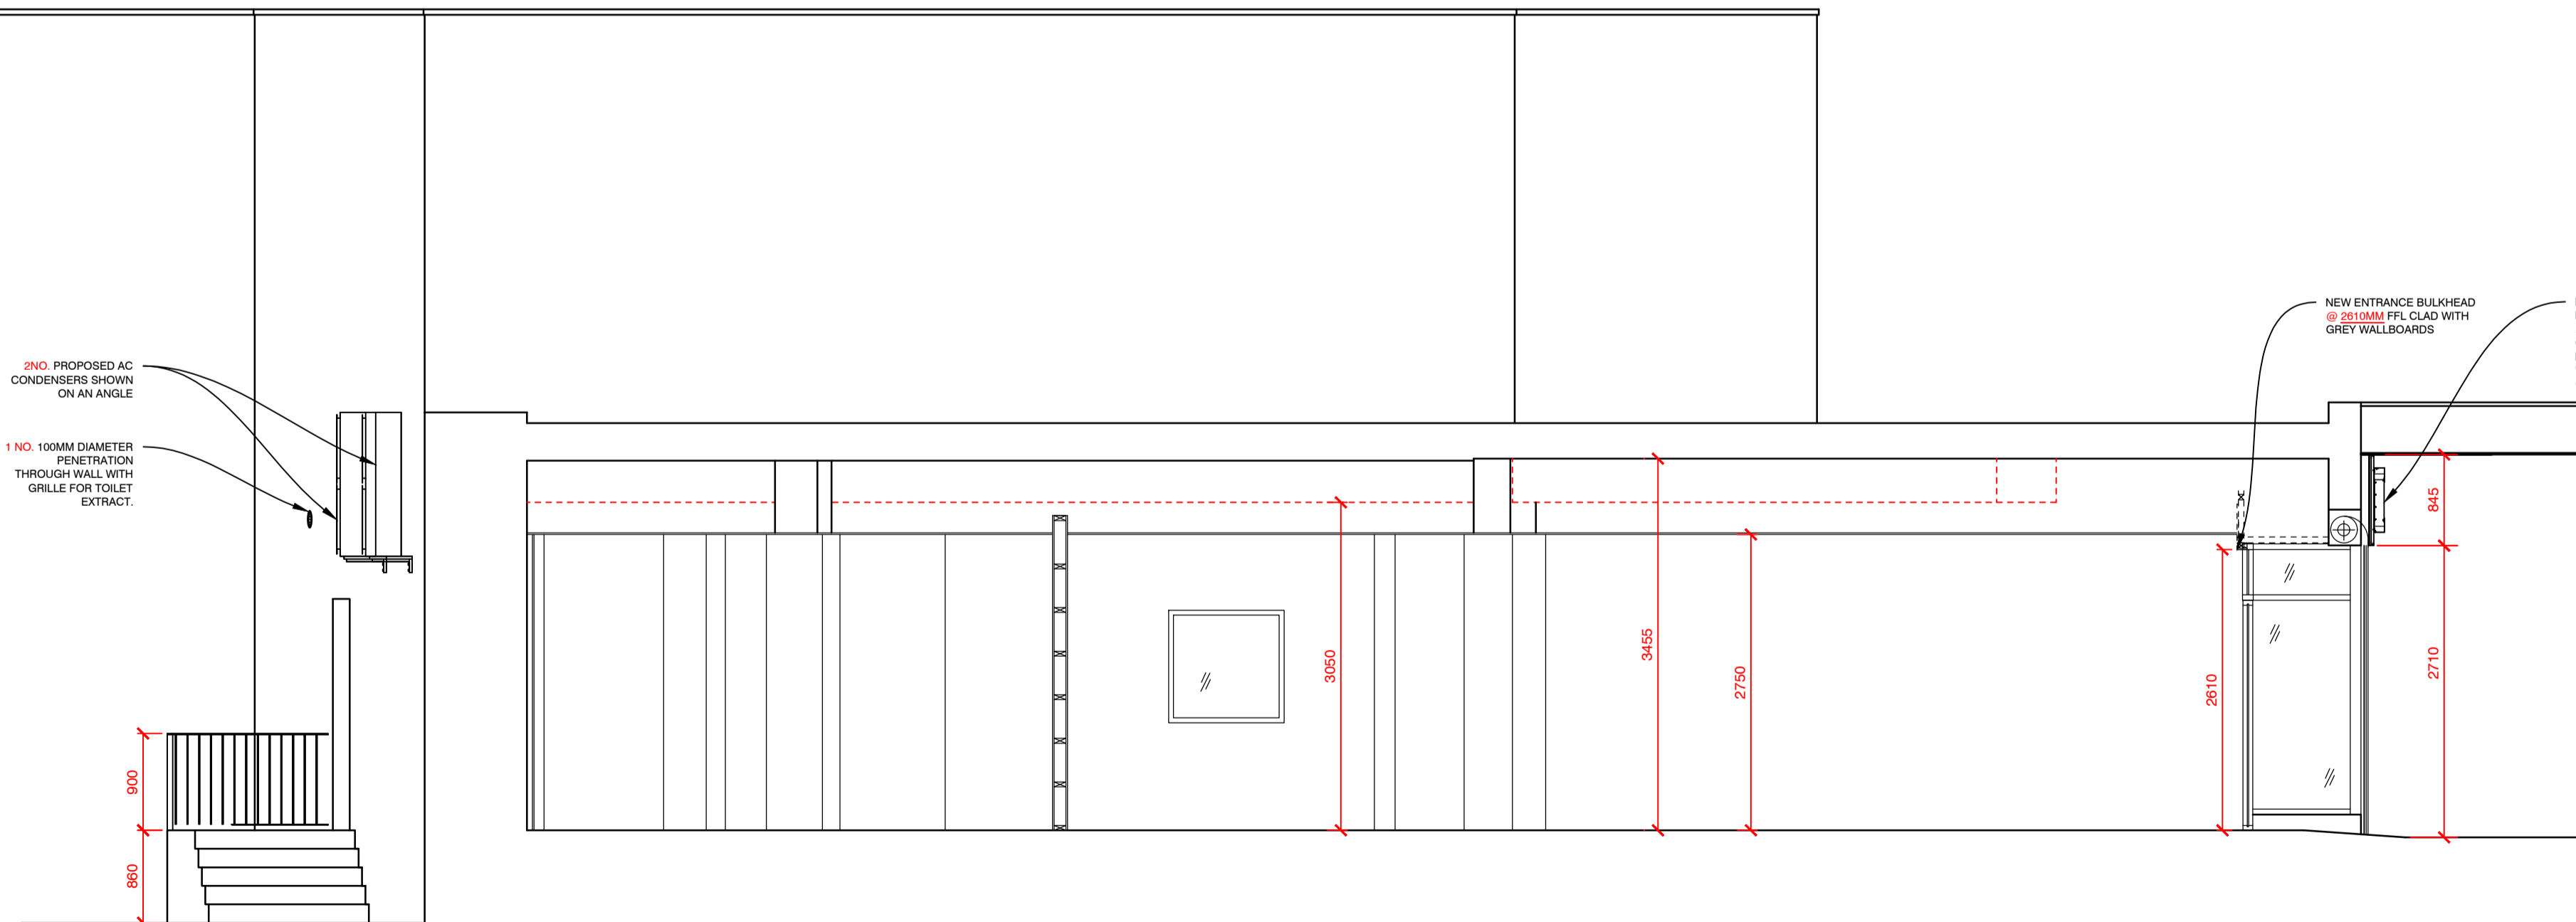 NEW ENTRANCE BULKHEAD
@ 2610MM FFL CLAD WITH
GREY WALLBOARDS
2NO. PROPOSED AC
CONDENSERS SHOWN
ON AN ANGLE
1 NO. 100MM DIAMETER
PENETRATION
THROUGH WALL WITH
GRILLE FOR TOILET
EXTRACT.
900
860
3050
3455
2750
2610
845
2710